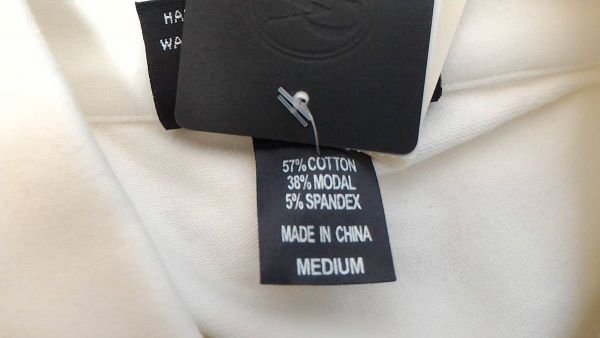 57% COTTON
38% MODAL
5% SPANDEX
MADE IN CHINA
MEDIUM